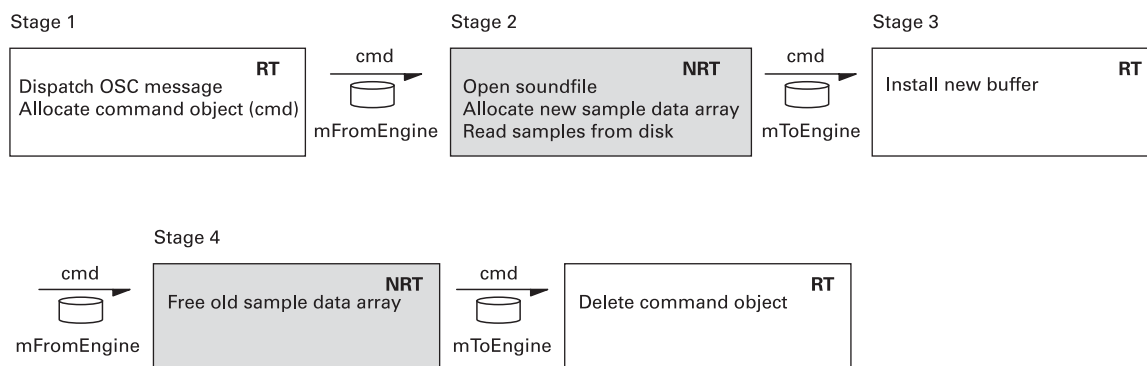 Stage 1
Stage 2
Stage 3
RT
Dispatch OSC message
Allocate command object (cmd)
cmd
mFromEngine
NRT
Open soundfile
Allocate new sample data array
Read samples from disk
cmd
mToEngine
RT
Install new buffer
Stage 4
cmd
mFromEngine
NRT
Free old sample data array
cmd
mToEngine
RT
Delete command object